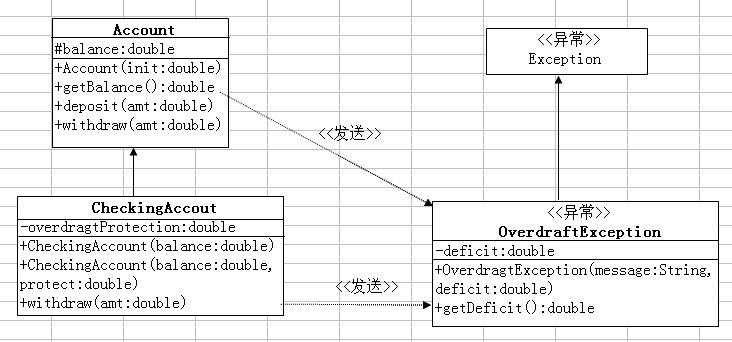 Account
#balance:double
+Account(init:double)
+getBalance():double
+deposit(amt:double)
+withdraw(amt:double)
<<异常>>
Exception
<<发送>>
CheckingAccout
-overdragtProtection:double
+CheckingAccount(balance:double)
+CheckingAccount(balance:double,
protect:double)
+withdraw(amt:double)
<<发送>>
<<异常>>
OverdraftException
-deficit:double
+OverdragtException(message:String,
deficit:double)
+getDeficit():double